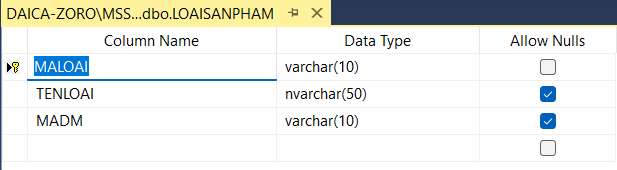 DAICA-ZORO\MSS...dbo.LOAISANPHAM
Column Name Data Type Allow Nulls
MALOAI varchar(10)
TENLOAI nvarchar(50)
MADM varchar(10)